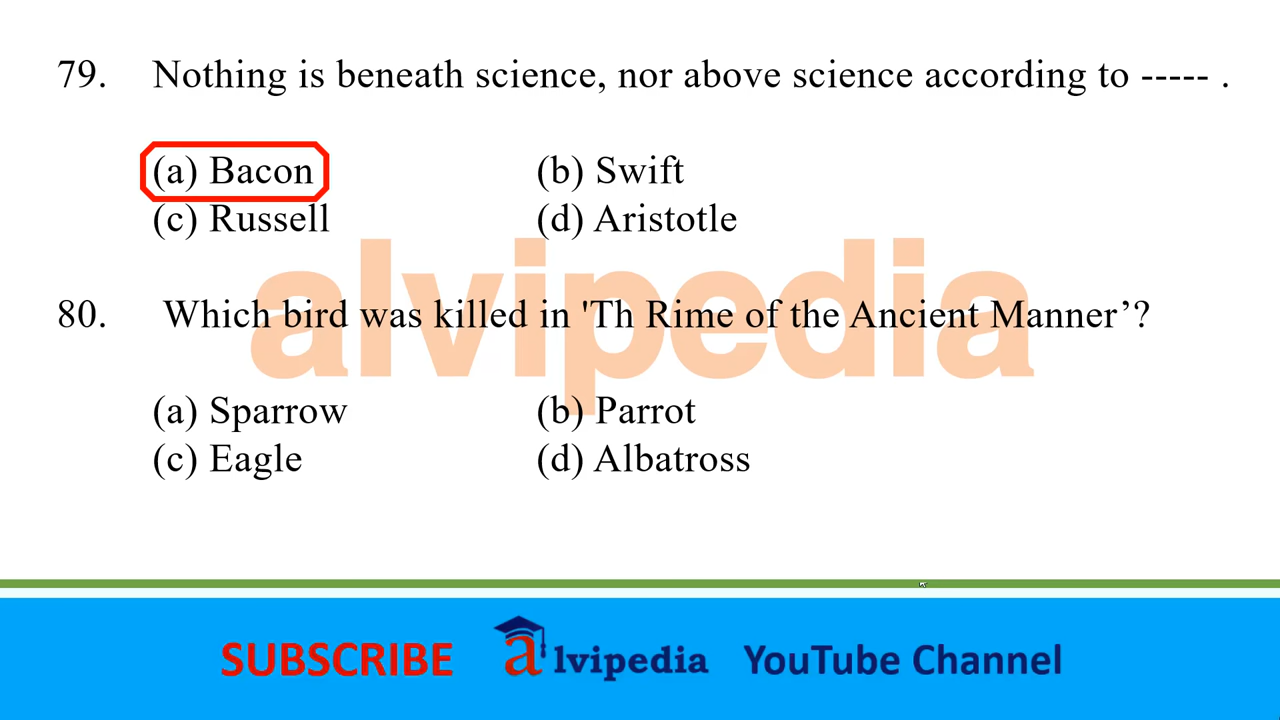 79. Nothing is beneath science, nor above science according to ----- .
(a) Bacon (b) Swift
(c) Russell (d) Aristotle
alvipedia
80. Which bird was killed in 'Th Rime of the Ancient Manner’?
(a) Sparrow (b) Parrot
(c) Eagle (d) Albatross
SUBSCRIBE alvipedia YouTube Channel